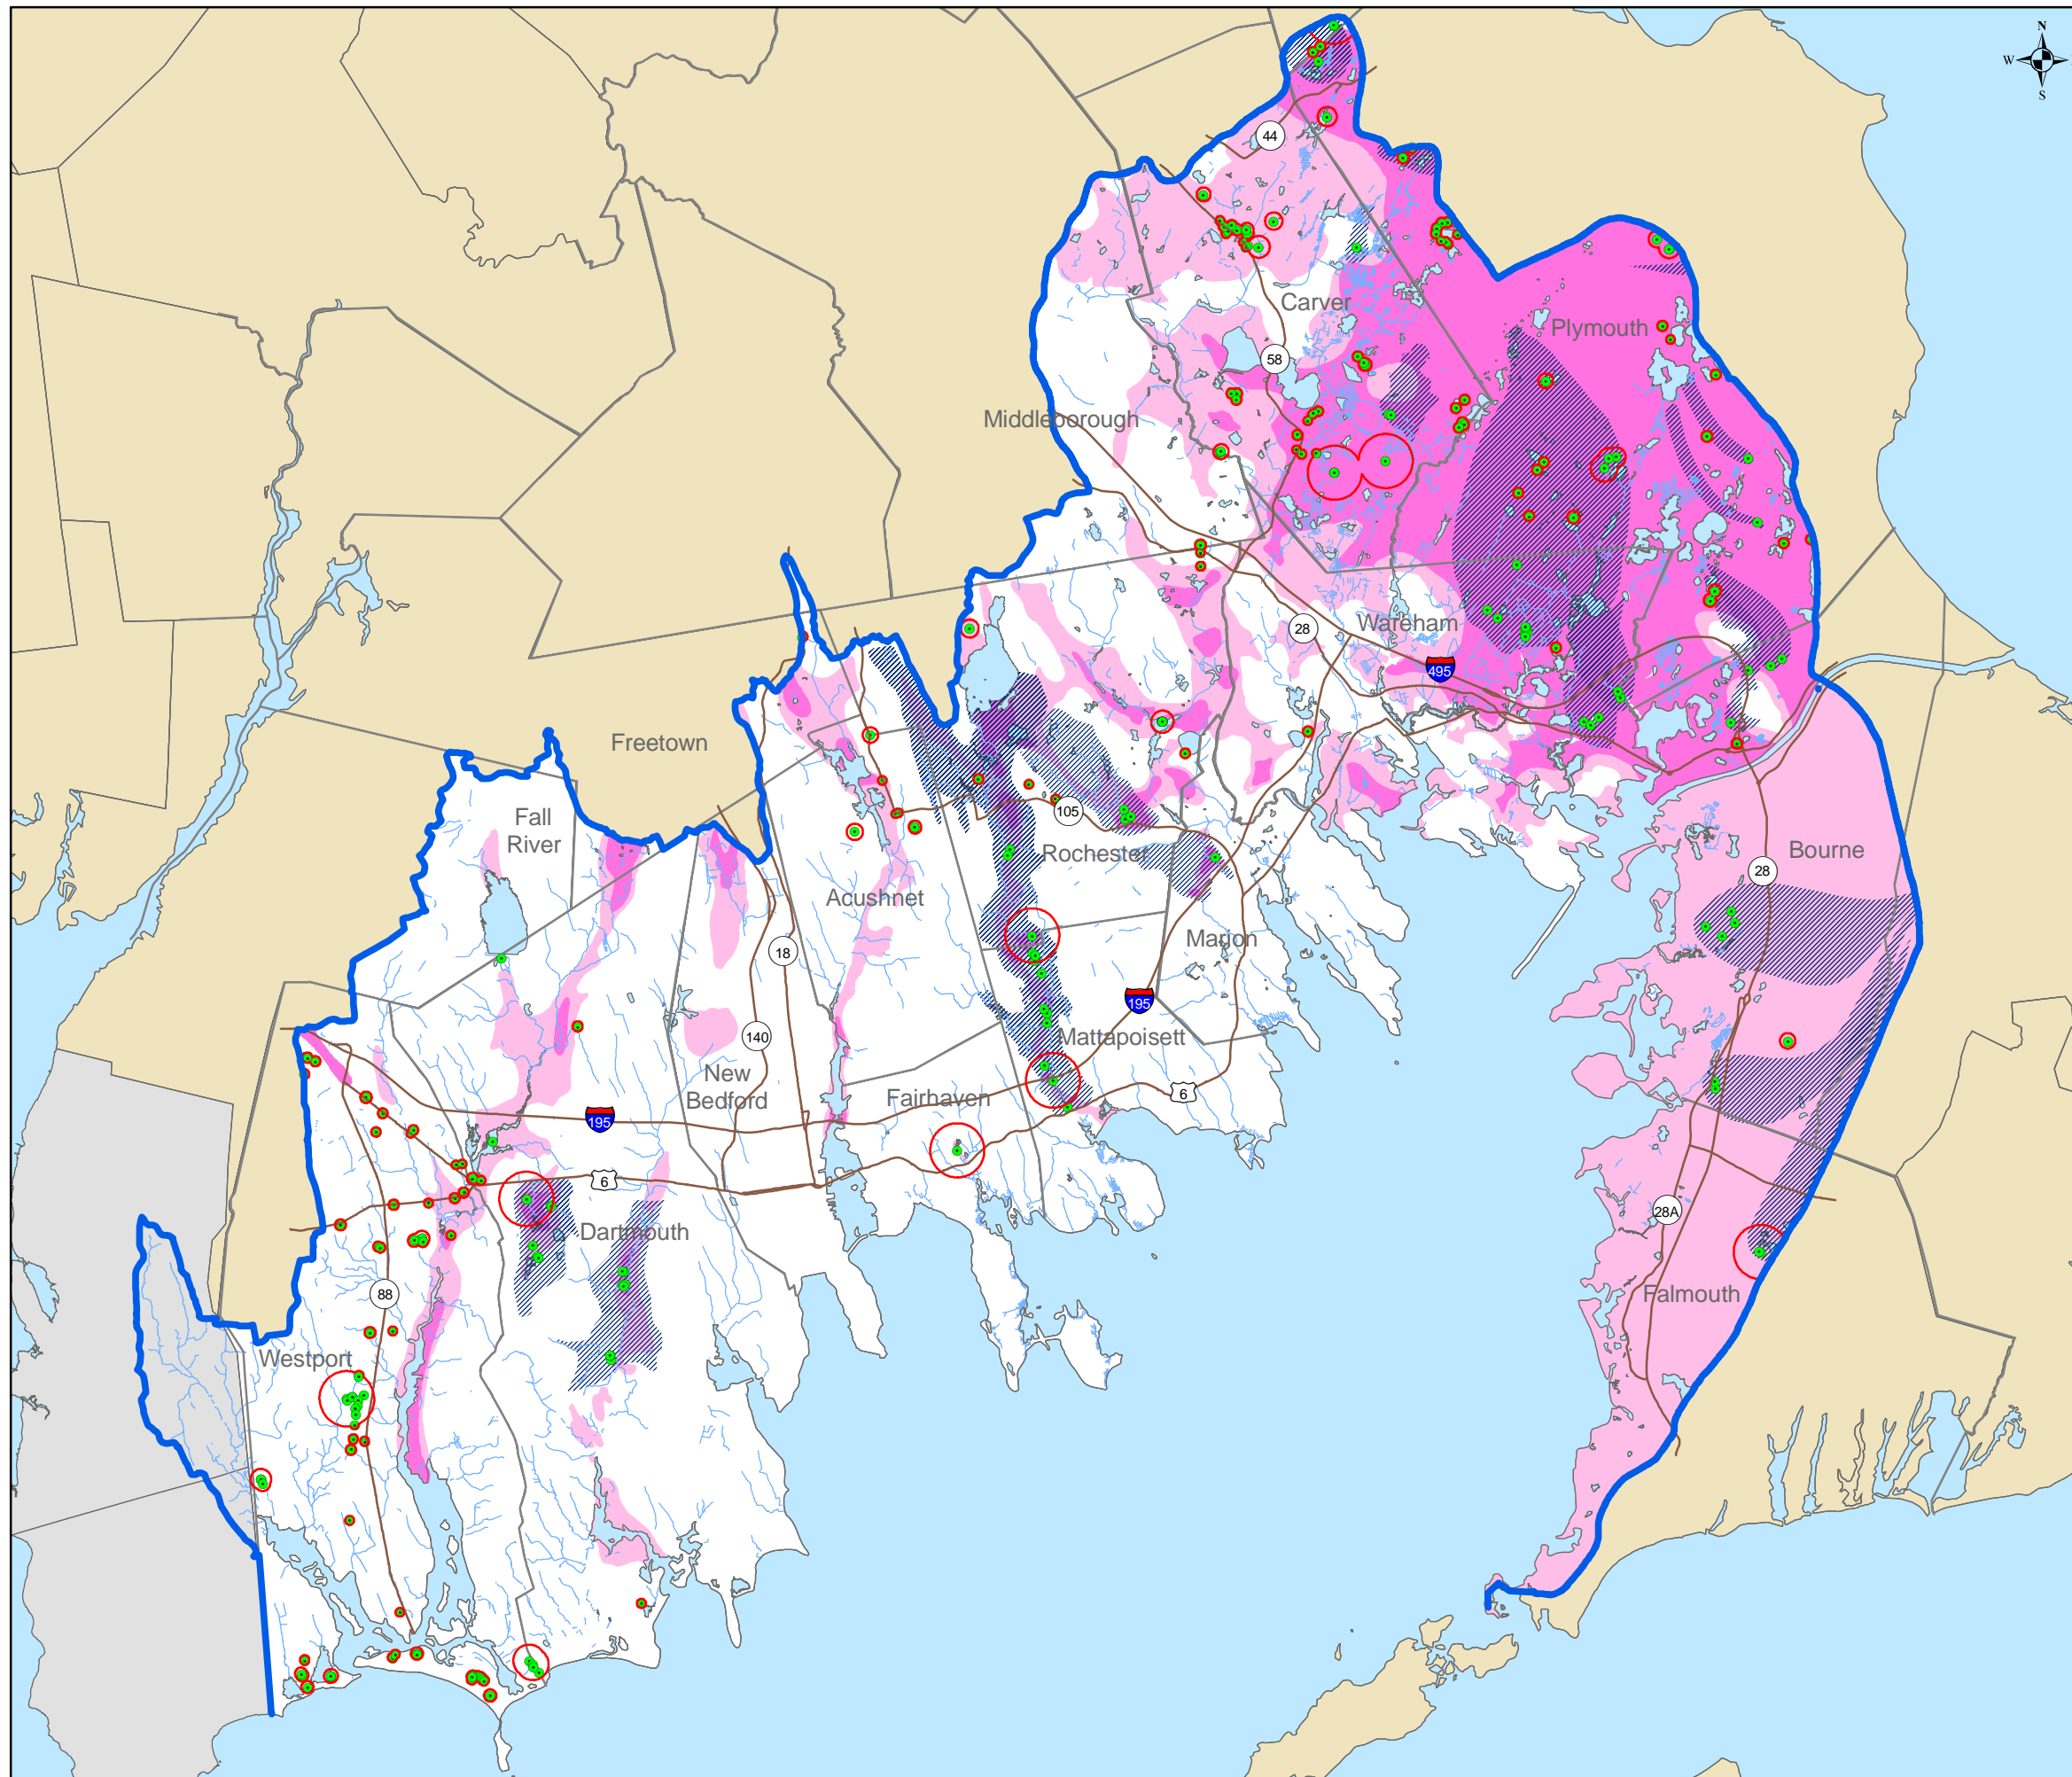 N
W
S
44
Carver
Plymouth
58
Middleborough
28
Wareham
495
Freetown
Fall
River
105
Rochester
Bourne
28
Acushnet
18
Marion
195
140
Mattapoisett
New
Bedford
Fairhaven
6
195
6
Dartmouth
28A
88
Falmouth
Westport